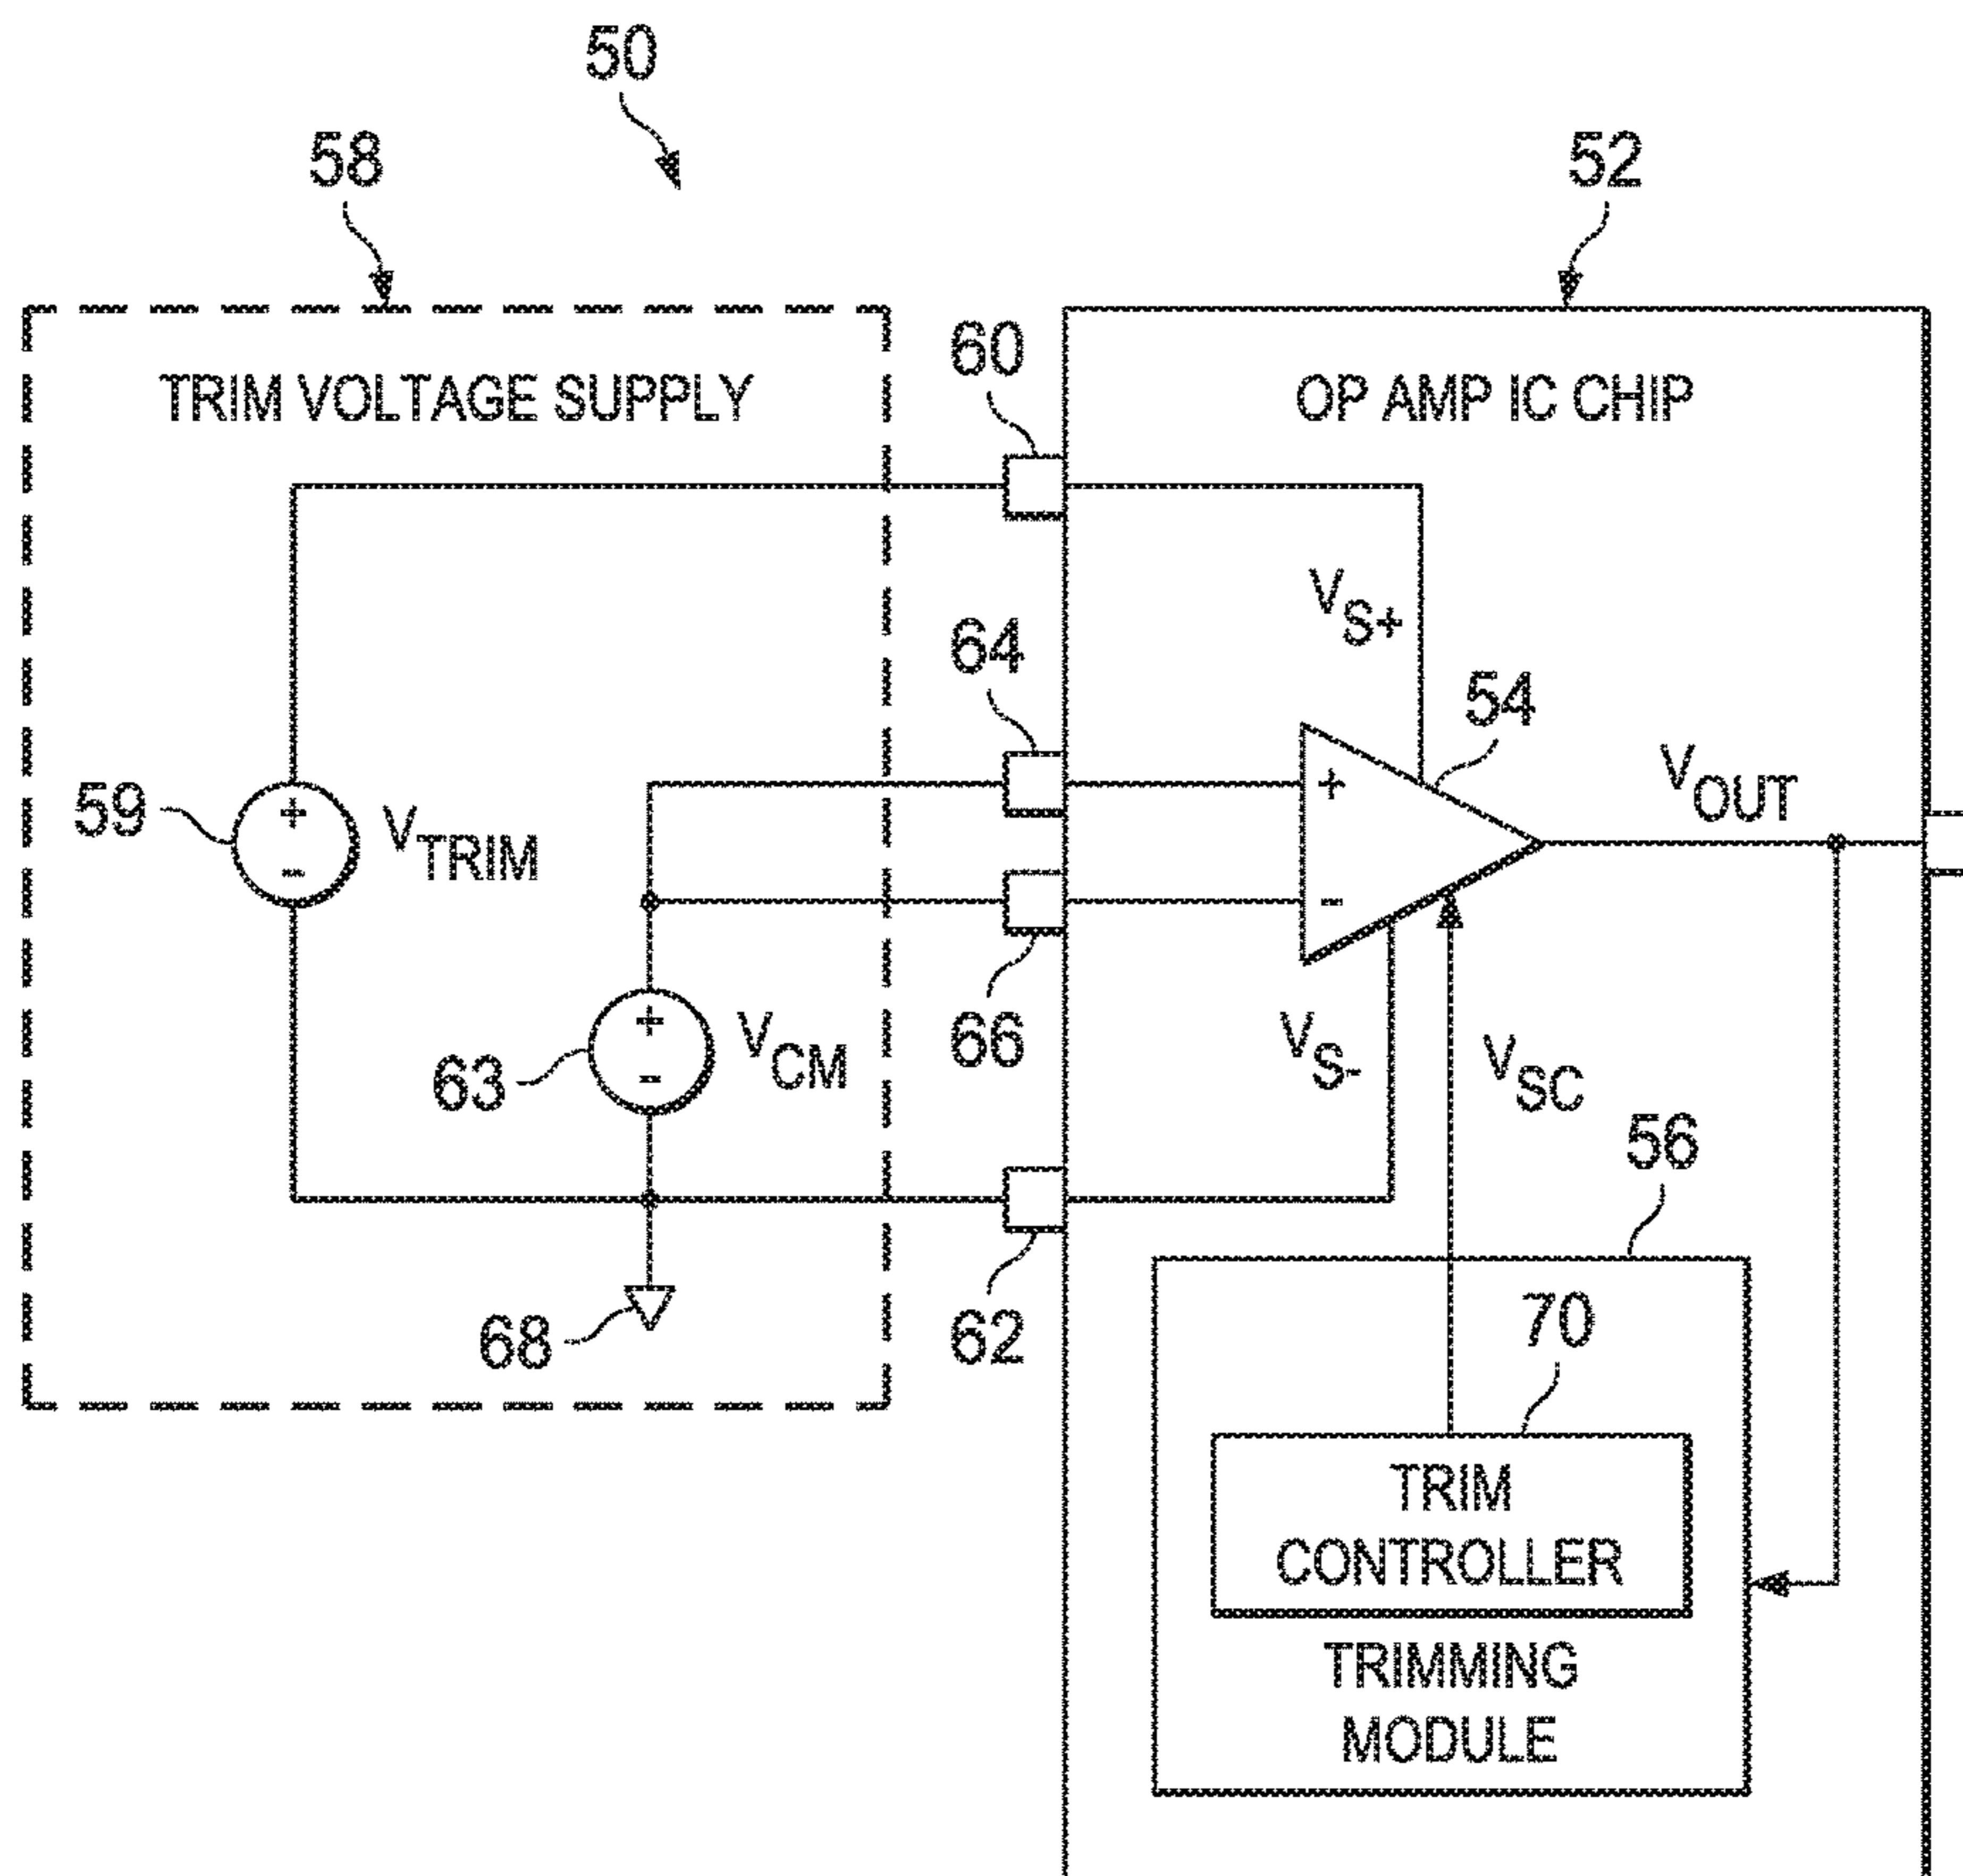 50
58
52
TRIM VOLTAGE SUPPLY
60
OP AMP IC CHIP
VS+
64
54
59
+
-
VTRIM
+
-
VOUT
63
+
-
VCM
66
VS-
VSC
56
68
62
70
TRIM
CONTROLLER
TRIMMING
MODULE